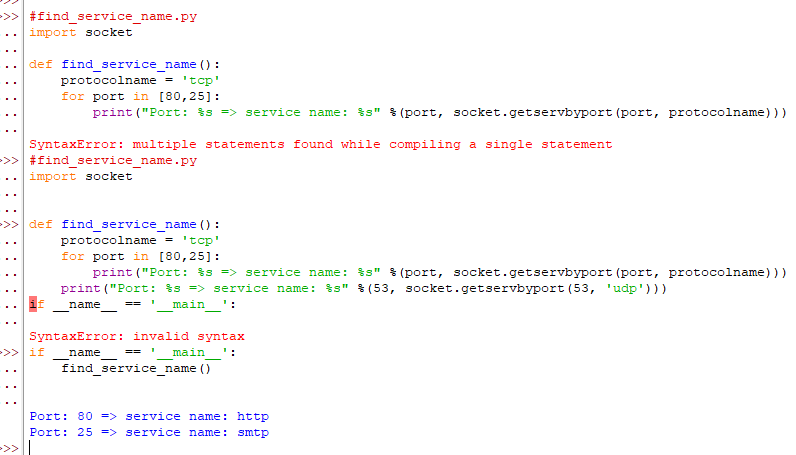 >>>
>>> #find_service_name.py
... import socket
...
... def find_service_name():
...     protocolname = 'tcp'
...     for port in [80,25]:
...         print("Port: %s => service name: %s" %(port, socket.getservbyport(port, protocolname)))
...
SyntaxError: multiple statements found while compiling a single statement
>>> #find_service_name.py
... import socket
...
...
>>> def find_service_name():
...     protocolname = 'tcp'
...     for port in [80,25]:
...         print("Port: %s => service name: %s" %(port, socket.getservbyport(port, protocolname)))
...     print("Port: %s => service name: %s" %(53, socket.getservbyport(53, 'udp')))
... if __name__ == '__main__':
...
SyntaxError: invalid syntax
>>> if __name__ == '__main__':
...     find_service_name()
...
...
Port: 80 => service name: http
Port: 25 => service name: smtp
>>>